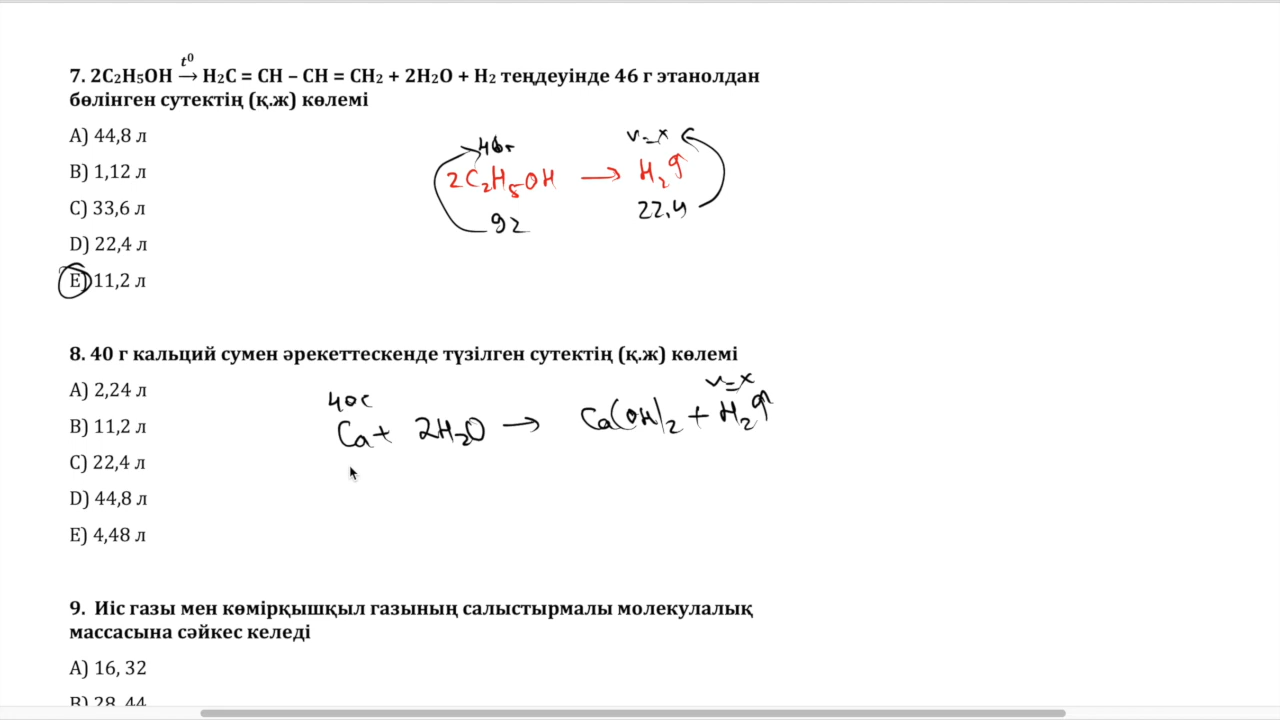 7. 2C₂H₅OH →t⁰ H₂C = CH – CH = CH₂ + 2H₂O + H₂ теңдеуінде 46 г этанолдан
бөлінген сутектің (қ.ж) көлемі
A) 44,8 л
B) 1,12 л
C) 33,6 л
D) 22,4 л
E) 11,2 л
46г
v=x
2C₂H₅OH → H₂↑
92
22.4
8. 40 г кальций сумен әрекеттескенде түзілген сутектің (қ.ж) көлемі
A) 2,24 л
B) 11,2 л
C) 22,4 л
D) 44,8 л
E) 4,48 л
40г
v=x
Ca + 2H₂O → Ca(OH)₂ + H₂↑
9. Иіс газы мен көмірқышқыл газының салыстырмалы молекулалық
массасына сәйкес келеді
A) 16, 32
B) 28, 44